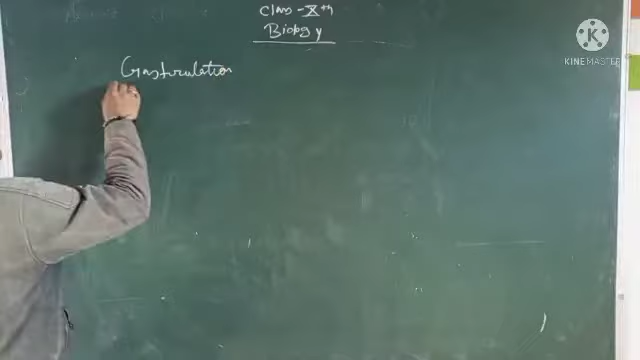 Class - Xth
Biology
Gastrulation
K
KINEMASTER